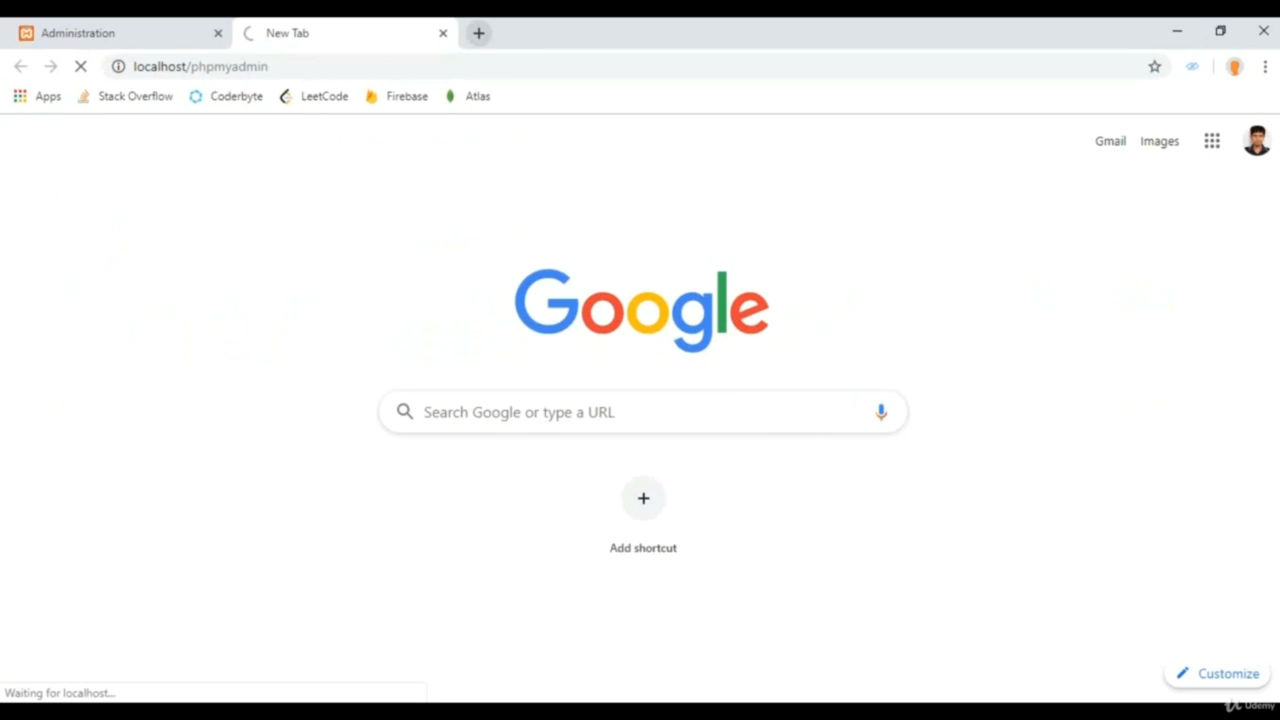 Administration
New Tab
localhost/phpmyadmin
Apps
Stack Overflow
Coderbyte
LeetCode
Firebase
Atlas
Gmail
Images
Google
Search Google or type a URL
Add shortcut
Customize
Waiting for localhost...
Udemy